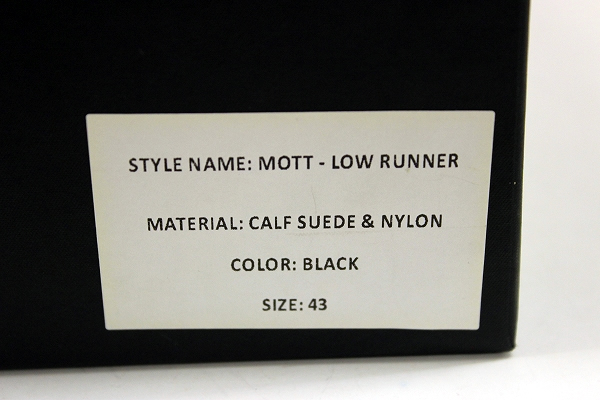 STYLE NAME: MOTT - LOW RUNNER
MATERIAL: CALF SUEDE & NYLON
COLOR: BLACK
SIZE: 43